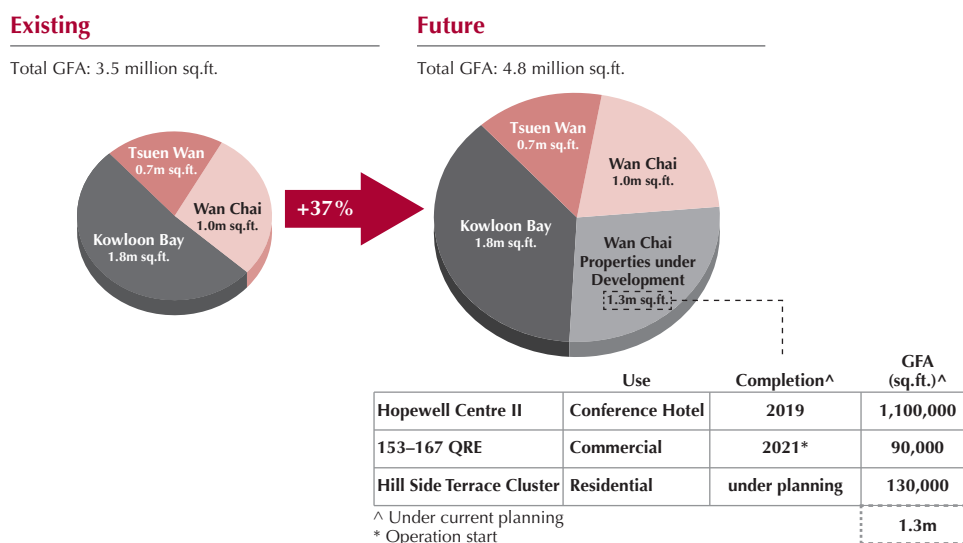 Existing
Total GFA: 3.5 million sq.ft.
Tsuen Wan
0.7m sq.ft.
Wan Chai
1.0m sq.ft.
Kowloon Bay
1.8m sq.ft.
+37%
Future
Total GFA: 4.8 million sq.ft.
Tsuen Wan
0.7m sq.ft.
Wan Chai
1.0m sq.ft.
Kowloon Bay
1.8m sq.ft.
Wan Chai
Properties under
Development
1.3m sq.ft.
Use Completion^ GFA (sq.ft.)^
Hopewell Centre II Conference Hotel 2019 1,100,000
153–167 QRE Commercial 2021* 90,000
Hill Side Terrace Cluster Residential under planning 130,000
1.3m
^ Under current planning
* Operation start